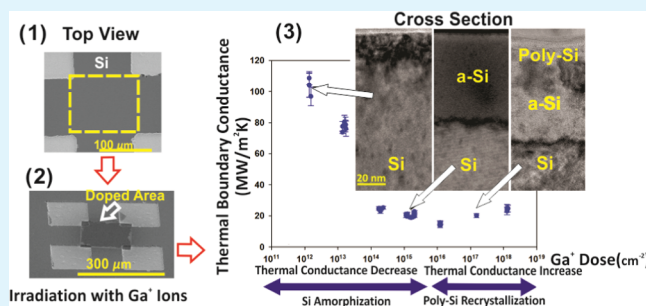 (1)
Top View
Si
100 µm
(2)
Doped Area
300 µm
Irradiation with Ga⁺ Ions
(3)
Cross Section
Poly-Si
a-Si
a-Si
Si
Si
Si
20 nm
Thermal Boundary Conductance
(MW/m²K)
120
100
80
60
40
20
0
10¹¹ 10¹² 10¹³ 10¹⁴ 10¹⁵ 10¹⁶ 10¹⁷ 10¹⁸ 10¹⁹
Ga⁺ Dose(cm⁻²)
Thermal Conductance Decrease
Thermal Conductance Increase
Si Amorphization
Poly-Si Recrystallization